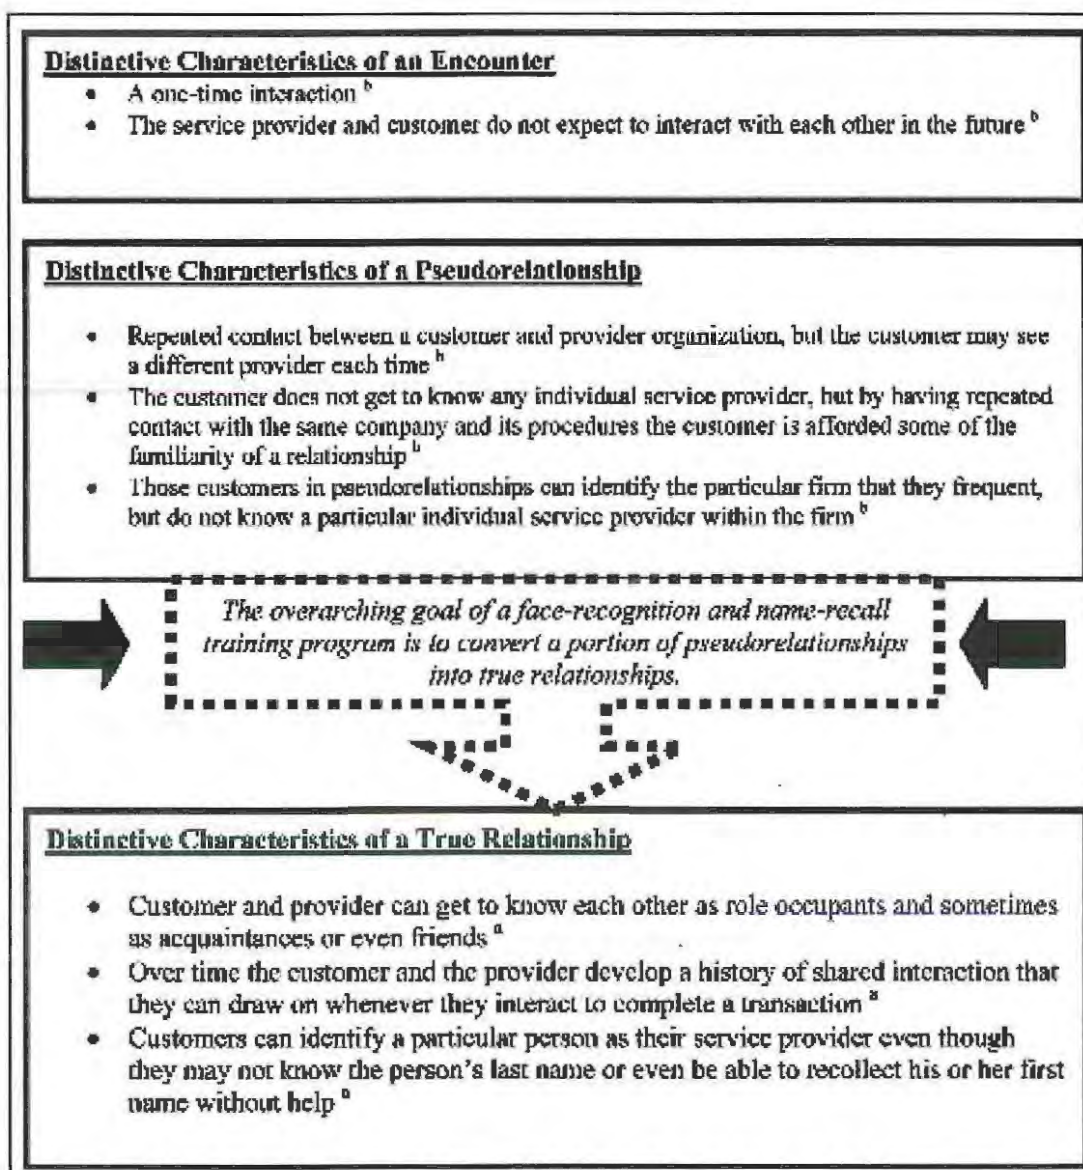 Distinctive Characteristics of an Encounter
• A one-time interaction b
• The service provider and customer do not expect to interact with each other in the future b
Distinctive Characteristics of a Pseudorelationship
• Repeated contact between a customer and provider organization, but the customer may see
a different provider each time b
• The customer does not get to know any individual service provider, but by having repeated
contact with the same company and its procedures the customer is afforded some of the
familiarity of a relationship b
• Those customers in pseudorelationships can identify the particular firm that they frequent,
but do not know a particular individual service provider within the firm b
The overarching goal of a face-recognition and name-recall
training program is to convert a portion of pseudorelationships
into true relationships.
Distinctive Characteristics of a True Relationship
• Customer and provider can get to know each other as role occupants and sometimes
as acquaintances or even friends a
• Over time the customer and the provider develop a history of shared interaction that
they can draw on whenever they interact to complete a transaction a
• Customers can identify a particular person as their service provider even though
they may not know the person's last name or even be able to recollect his or her first
name without help a